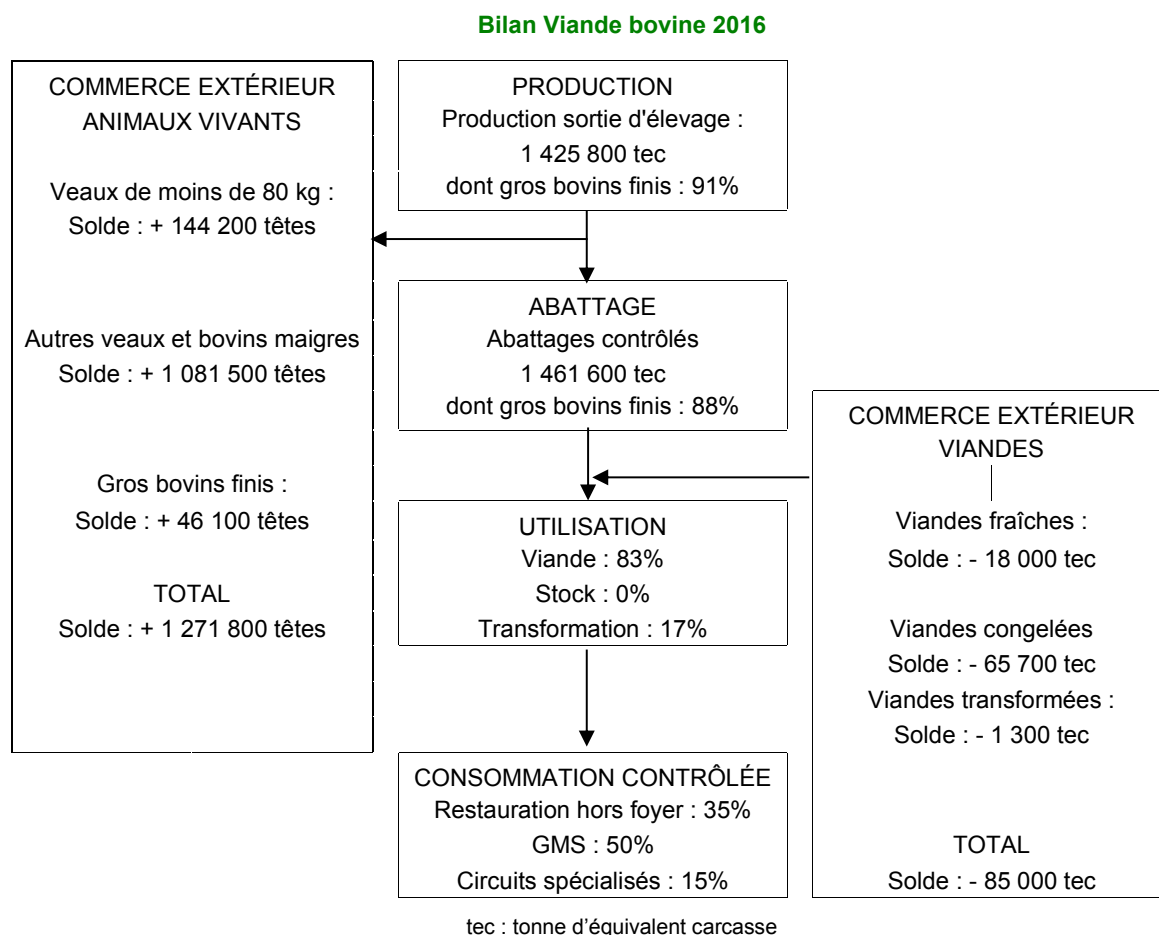 Bilan Viande bovine 2016
COMMERCE EXTÉRIEUR
ANIMAUX VIVANTS
Veaux de moins de 80 kg :
Solde : + 144 200 têtes
Autres veaux et bovins maigres
Solde : + 1 081 500 têtes
Gros bovins finis :
Solde : + 46 100 têtes
TOTAL
Solde : + 1 271 800 têtes
PRODUCTION
Production sortie d'élevage :
1 425 800 tec
dont gros bovins finis : 91%
ABATTAGE
Abattages contrôlés
1 461 600 tec
dont gros bovins finis : 88%
UTILISATION
Viande : 83%
Stock : 0%
Transformation : 17%
CONSOMMATION CONTRÔLÉE
Restauration hors foyer : 35%
GMS : 50%
Circuits spécialisés : 15%
COMMERCE EXTÉRIEUR
VIANDES
Viandes fraîches :
Solde : - 18 000 tec
Viandes congelées
Solde : - 65 700 tec
Viandes transformées :
Solde : - 1 300 tec
TOTAL
Solde : - 85 000 tec
tec : tonne d’équivalent carcasse